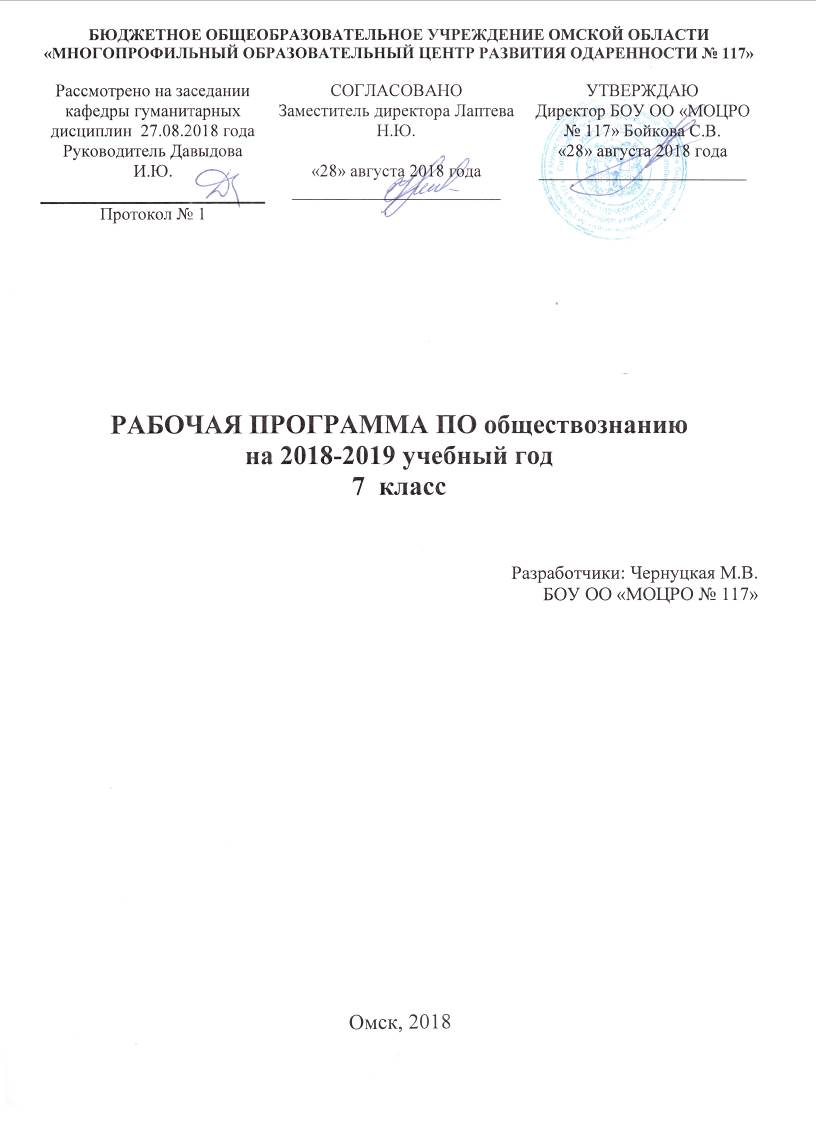 БЮДЖЕТНОЕ ОБЩЕОБРАЗОВАТЕЛЬНОЕ УЧРЕЖДЕНИЕ ОМСКОЙ ОБЛАСТИ
«МНОГОПРОФИЛЬНЫЙ ОБРАЗОВАТЕЛЬНЫЙ ЦЕНТР РАЗВИТИЯ ОДАРЕННОСТИ № 117»
Рассмотрено на заседании
кафедры гуманитарных
дисциплин 27.08.2018 года
Руководитель Давыдова
И.Ю.
Протокол № 1
СОГЛАСОВАНО
Заместитель директора Лаптева
Н.Ю.
«28» августа 2018 года
УТВЕРЖДАЮ
Директор БОУ ОО «МОЦРО
№ 117» Бойкова С.В.
«28» августа 2018 года
РАБОЧАЯ ПРОГРАММА ПО обществознанию
на 2018-2019 учебный год
7 класс
Разработчики: Чернуцкая М.В.
БОУ ОО «МОЦРО № 117»
Омск, 2018